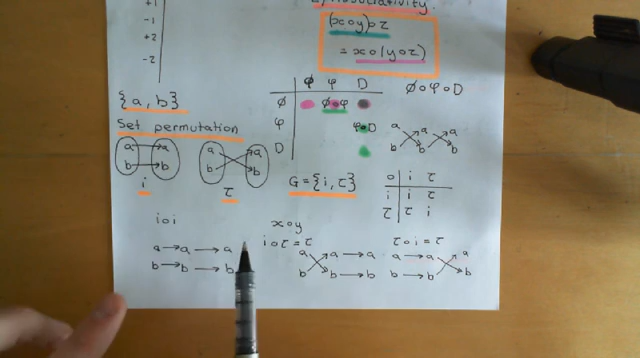 +1
-1
+2
-2
Associativity.
(x∘y)∘z
= x∘(y∘z)
{a, b}
Set permutation
a a
b b
i
a a
b b
τ
φ φ D
φ φ∘φ
φ φ∘D
D
φ∘φ∘D
a a a
b b b
G = {i, τ}
∘ i τ
i i τ
τ τ i
i∘i
a→a→a
b→b→b
x∘y
i∘τ = τ
a a→a
b b→b
τ∘i = τ
a→a a
b→b b